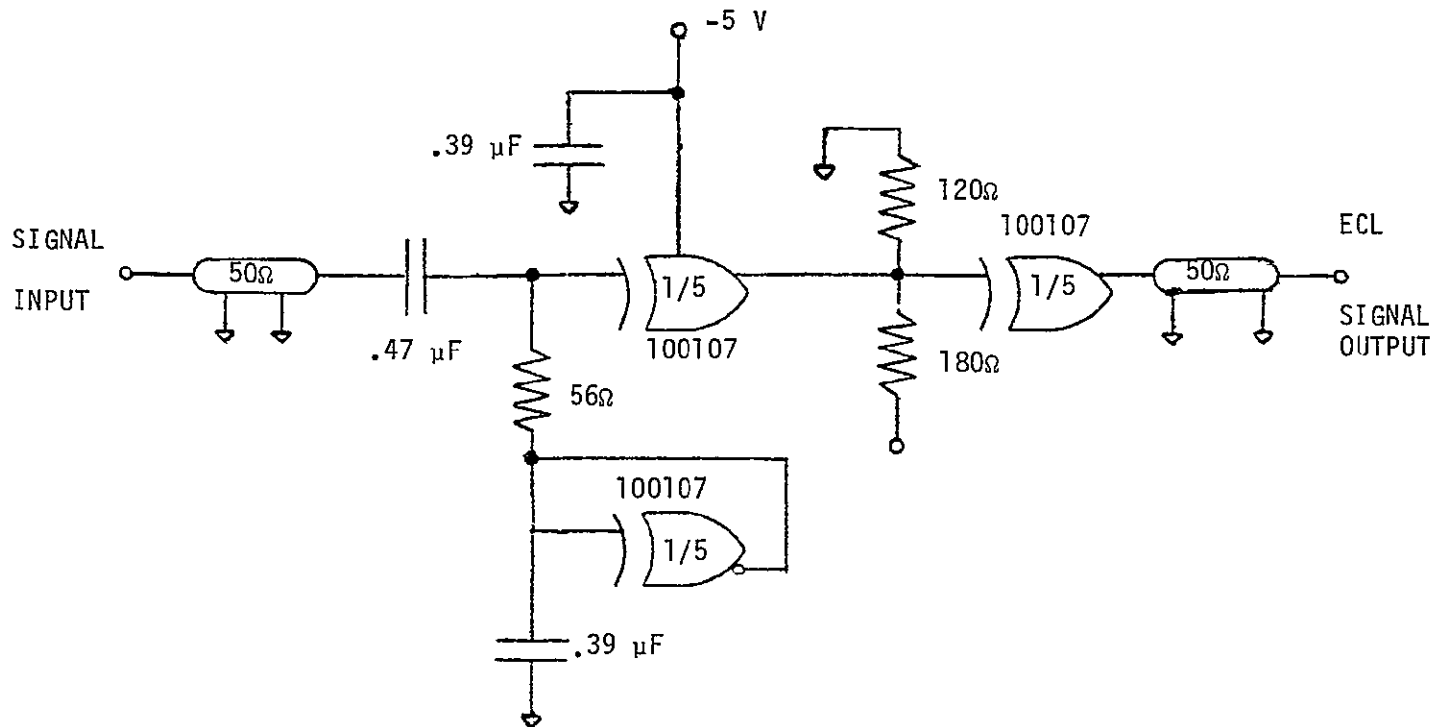 -5 V
.39 µF
120Ω
SIGNAL
INPUT
50Ω
.47 µF
1/5
100107
100107
1/5
50Ω
ECL
SIGNAL
OUTPUT
180Ω
56Ω
100107
1/5
.39 µF